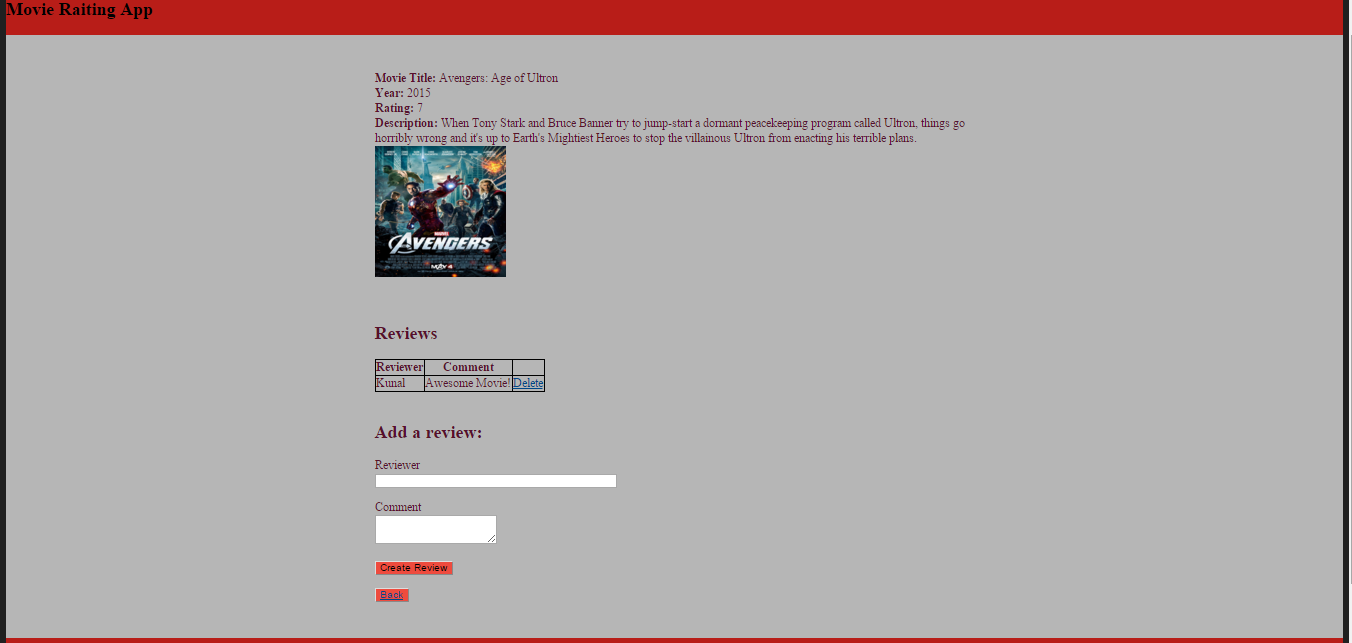 Movie Raiting App
Movie Title: Avengers: Age of Ultron
Year: 2015
Rating: 7
Description: When Tony Stark and Bruce Banner try to jump-start a dormant peacekeeping program called Ultron, things go
horribly wrong and it's up to Earth's Mightiest Heroes to stop the villainous Ultron from enacting his terrible plans.
MARVEL
AVENGERS
MAY 4
Reviews
Reviewer Comment
Kunal Awesome Movie! Delete
Add a review:
Reviewer
Comment
Create Review
Back